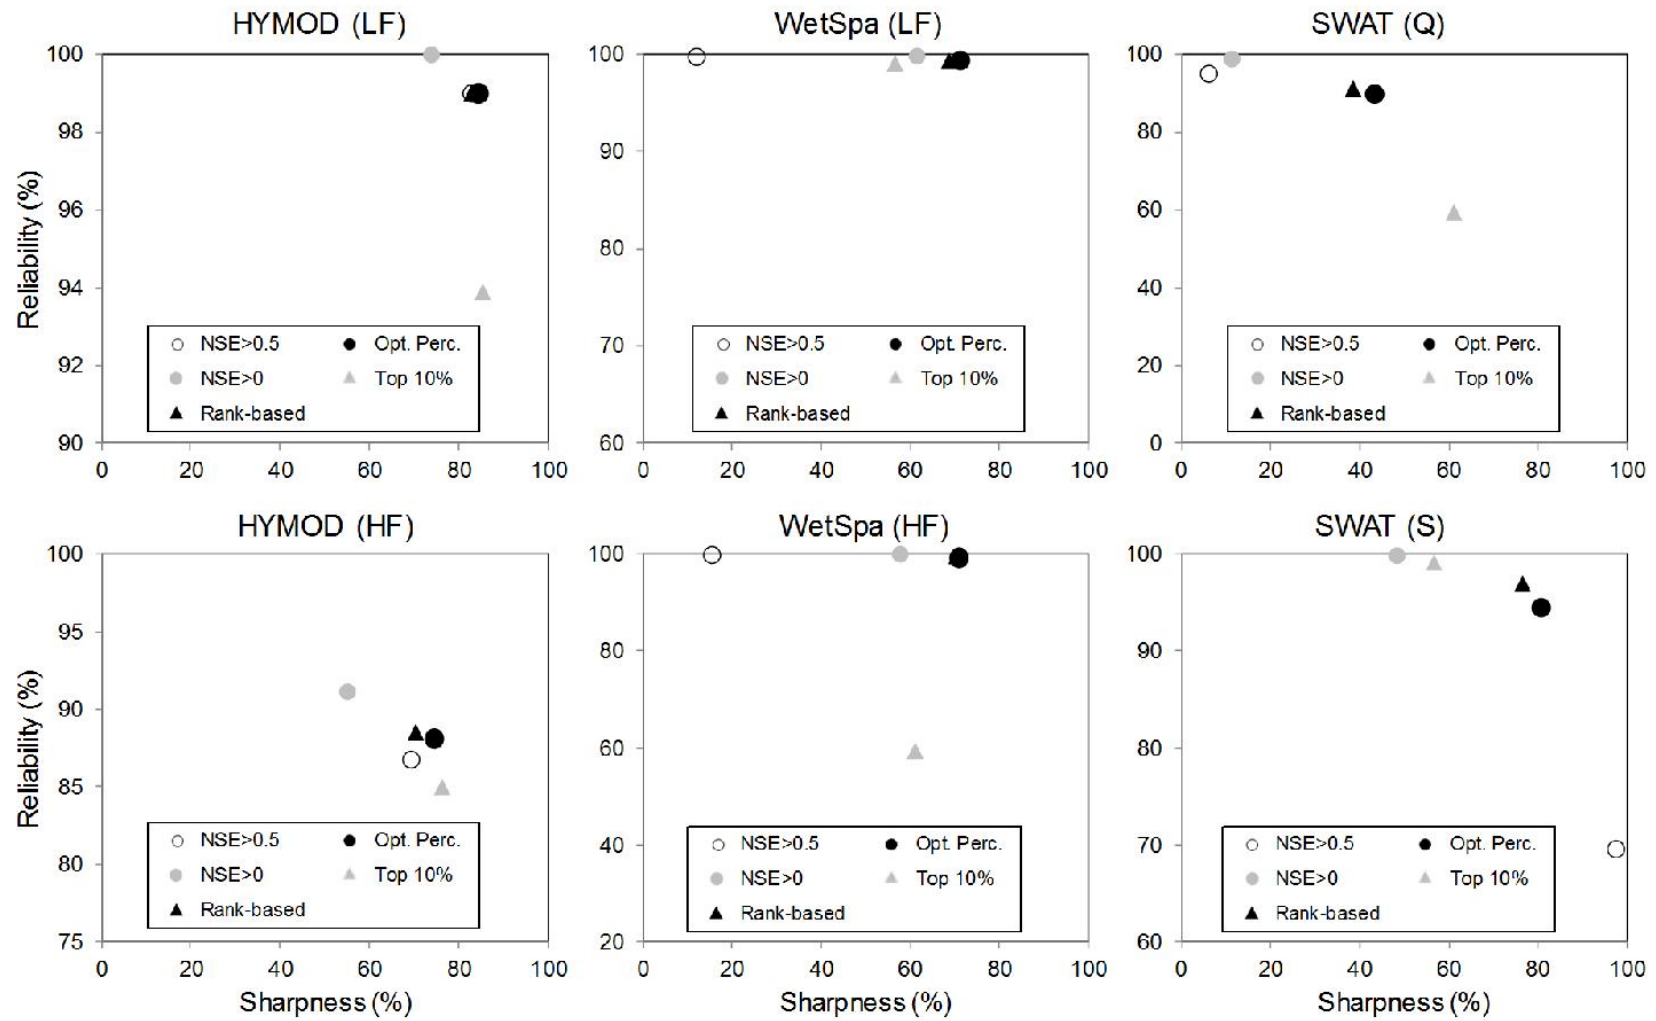 HYMOD (LF)
100
98
96
94
92
90
Reliability (%)
NSE>0.5
Opt. Perc.
NSE>0
Top 10%
Rank-based
0 20 40 60 80 100
WetSpa (LF)
100
90
80
70
60
NSE>0.5
Opt. Perc.
NSE>0
Top 10%
Rank-based
0 20 40 60 80 100
SWAT (Q)
100
80
60
40
20
0
NSE>0.5
Opt. Perc.
NSE>0
Top 10%
Rank-based
0 20 40 60 80 100
HYMOD (HF)
100
95
90
85
80
75
Reliability (%)
NSE>0.5
Opt. Perc.
NSE>0
Top 10%
Rank-based
0 20 40 60 80 100
Sharpness (%)
WetSpa (HF)
100
80
60
40
20
NSE>0.5
Opt. Perc.
NSE>0
Top 10%
Rank-based
0 20 40 60 80 100
Sharpness (%)
SWAT (S)
100
90
80
70
60
NSE>0.5
Opt. Perc.
NSE>0
Top 10%
Rank-based
0 20 40 60 80 100
Sharpness (%)